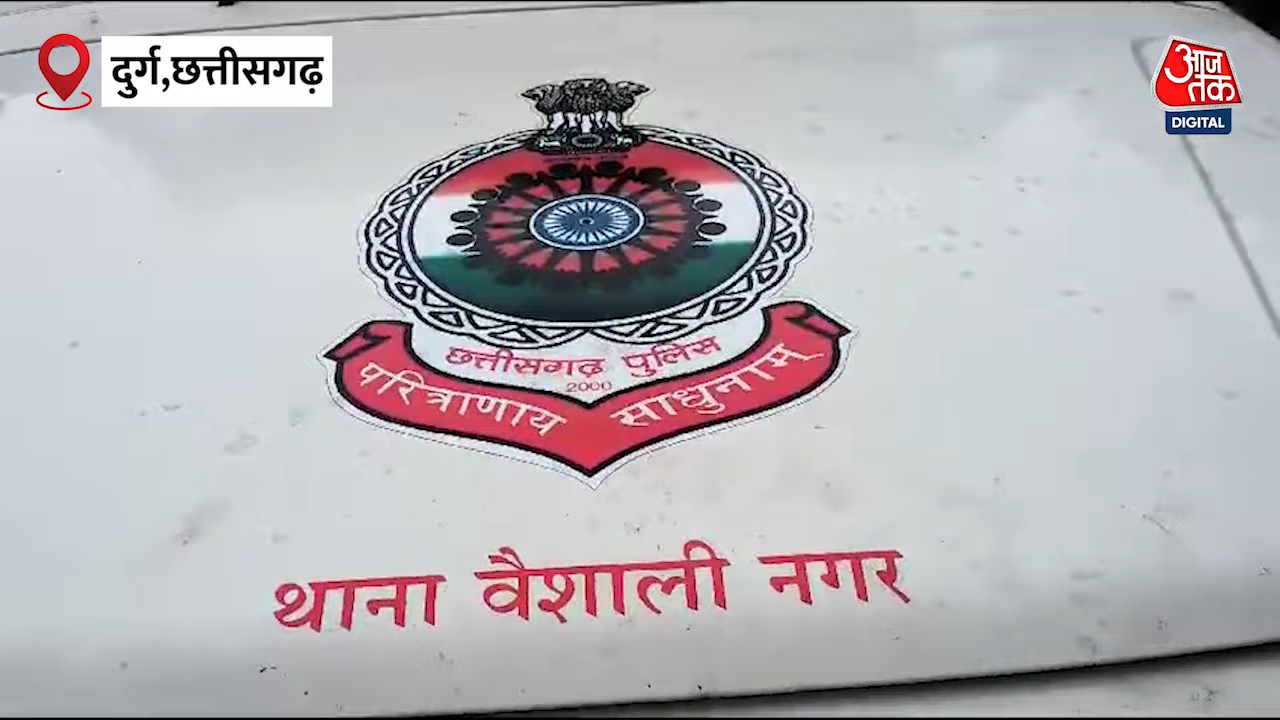 दुर्ग,छत्तीसगढ़
आज
तक
DIGITAL
छत्तीसगढ़ पुलिस
2000
परित्राणाय साधुनाम्
थाना वैशाली नगर